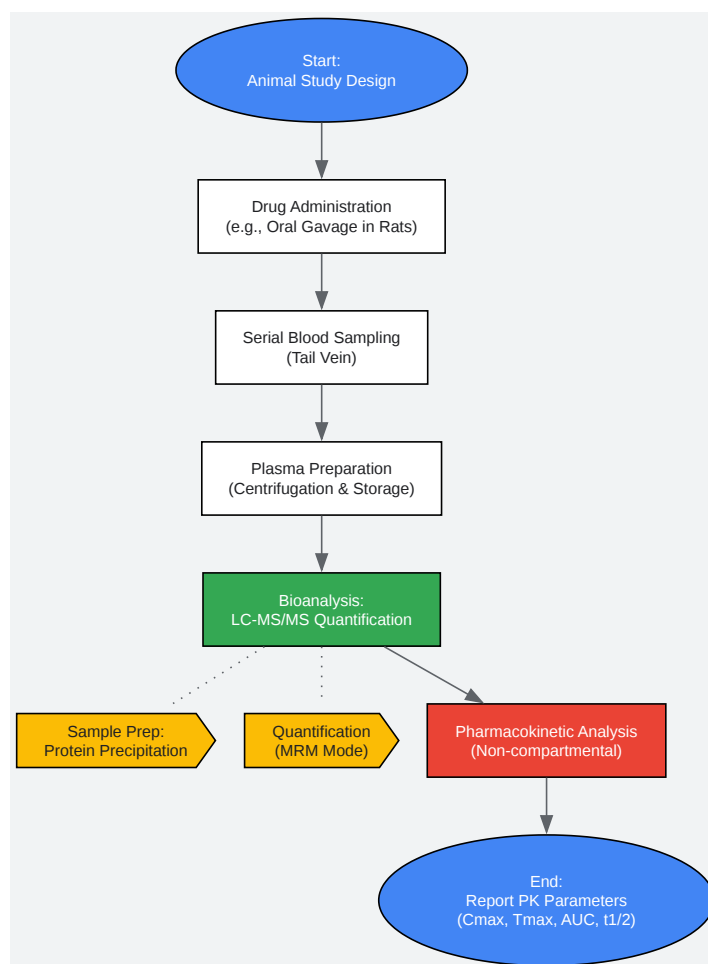 Start:
Animal Study Design
Drug Administration
(e.g., Oral Gavage in Rats)
Serial Blood Sampling
(Tail Vein)
Plasma Preparation
(Centrifugation & Storage)
Bioanalysis:
LC-MS/MS Quantification
Sample Prep:
Protein Precipitation
Quantification
(MRM Mode)
Pharmacokinetic Analysis
(Non-compartmental)
End:
Report PK Parameters
(Cmax, Tmax, AUC, t1/2)